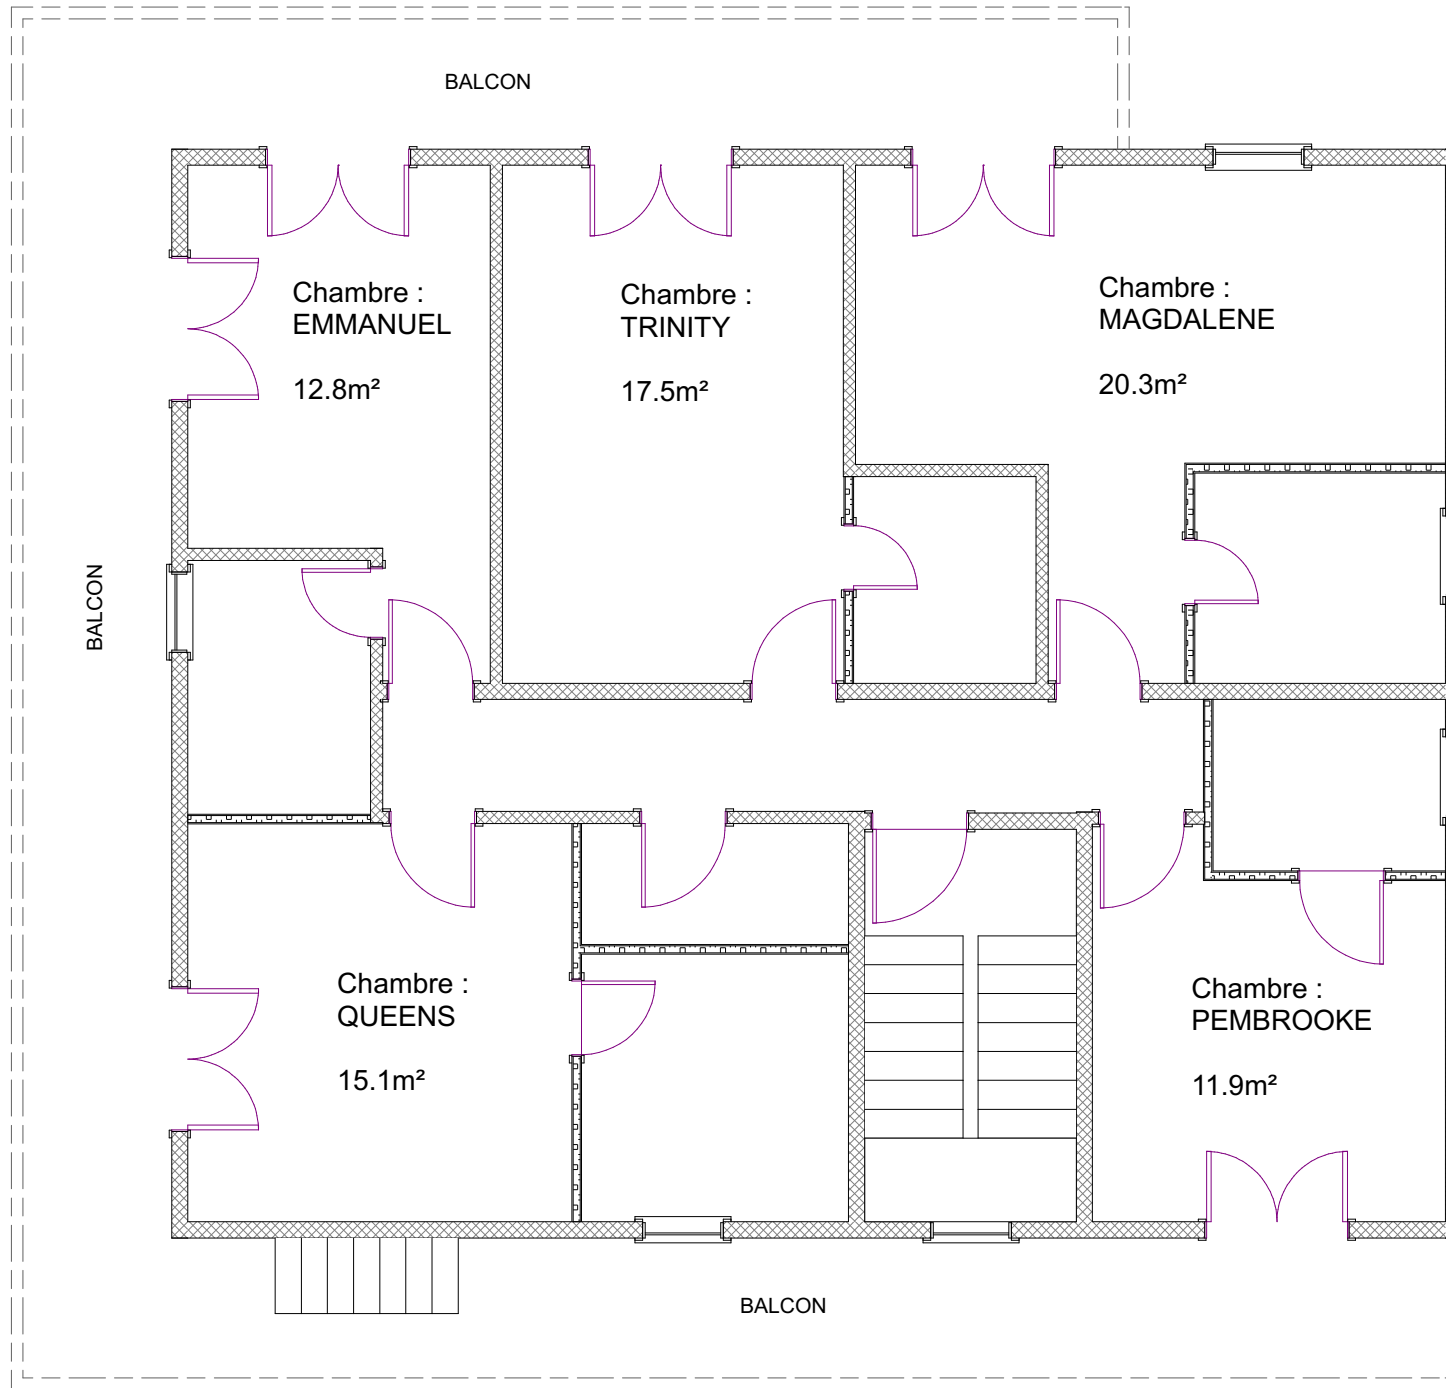 BALCON
Chambre :
EMMANUEL
12.8m²
Chambre :
TRINITY
17.5m²
Chambre :
MAGDALENE
20.3m²
BALCON
Chambre :
QUEENS
15.1m²
Chambre :
PEMBROOKE
11.9m²
BALCON